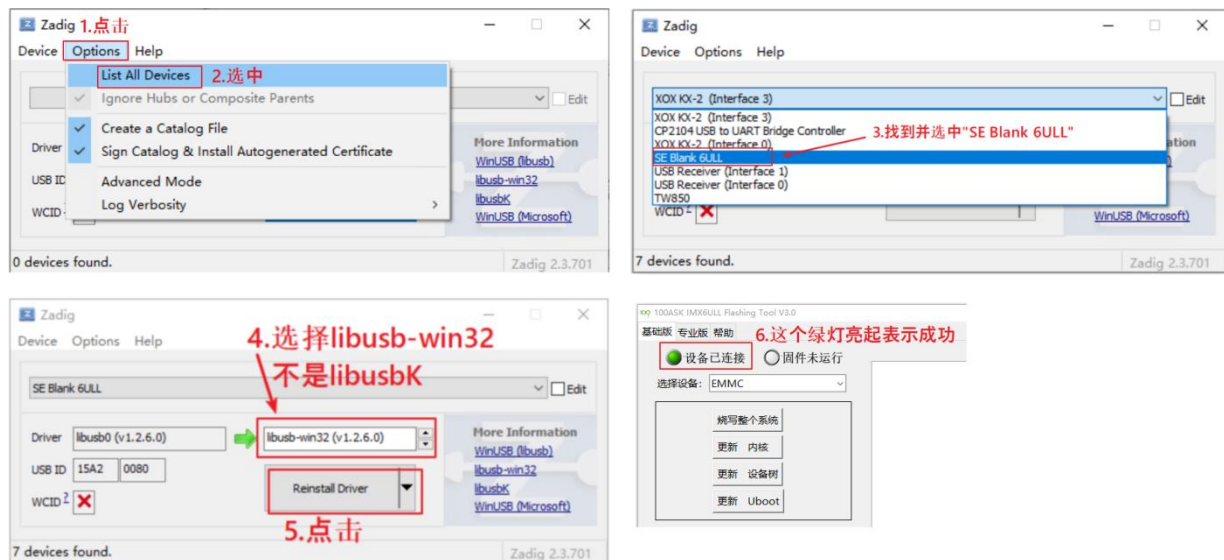 Zadig 1.点击
Device Options Help
List All Devices 2.选中
Ignore Hubs or Composite Parents
Edit
Create a Catalog File
Sign Catalog & Install Autogenerated Certificate
Advanced Mode
Log Verbosity
Driver
USB ID
WCID ?
More Information
WinUSB (libusb)
libusb-win32
libusbK
WinUSB (Microsoft)
0 devices found.
Zadig 2.3.701
Zadig
Device Options Help
XOX KX-2 (Interface 3)
Edit
XOX KX-2 (Interface 3)
CP2104 USB to UART Bridge Controller
XOX KX-2 (Interface 0)
SE Blank 6ULL
3.找到并选中"SE Blank 6ULL"
USB Receiver (Interface 1)
USB Receiver (Interface 0)
TW850
WCID ?
WinUSB (Microsoft)
7 devices found.
Zadig 2.3.701
Zadig
Device Options Help
4.选择libusb-win32
不是libusbK
SE Blank 6ULL
Edit
Driver libusb0 (v1.2.6.0)
libusb-win32 (v1.2.6.0)
USB ID 15A2 0080
WCID ?
Reinstall Driver
5.点击
More Information
WinUSB (libusb)
libusb-win32
libusbK
WinUSB (Microsoft)
7 devices found.
Zadig 2.3.701
100ASK IMX6ULL Flashing Tool V3.0
基础版 专业版 帮助
6.这个绿灯亮起表示成功
设备已连接 固件未运行
选择设备: EMMC
烧写整个系统
更新 内核
更新 设备树
更新 Uboot